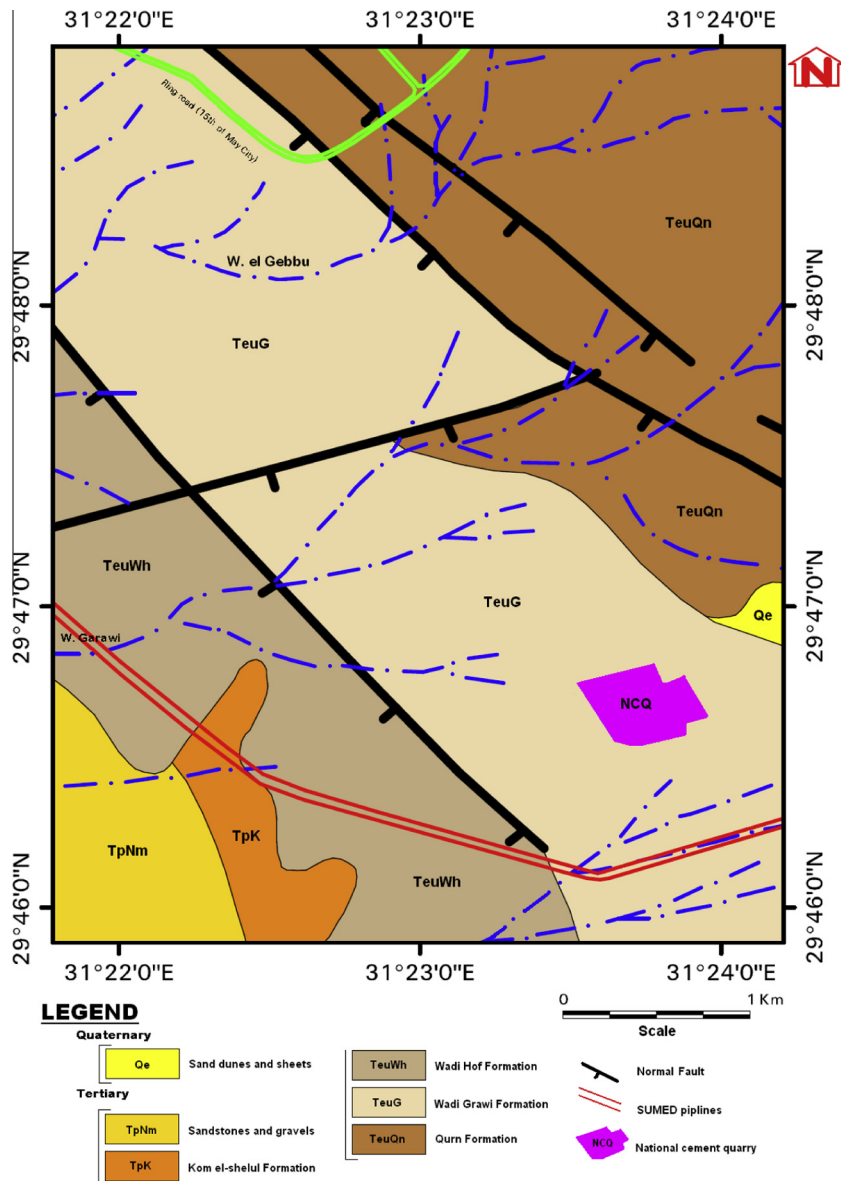 31°22'0"E
31°23'0"E
31°24'0"E
N
Ring road (15th of May City)
TeuQn
W. el Gebbu
29°48'0"N
29°48'0"N
TeuG
TeuQn
TeuWh
TeuG
29°47'0"N
29°47'0"N
Qe
W. Garawi
NCQ
TpK
TpNm
TeuWh
29°46'0"N
29°46'0"N
31°22'0"E
31°23'0"E
31°24'0"E
LEGEND
Quaternary
Qe Sand dunes and sheets
Tertiary
TpNm Sandstones and gravels
TpK Kom el-shelul Formation
TeuWh Wadi Hof Formation
TeuG Wadi Grawi Formation
TeuQn Qurn Formation
0 1 Km
Scale
Normal Fault
SUMED piplines
NCQ National cement quarry